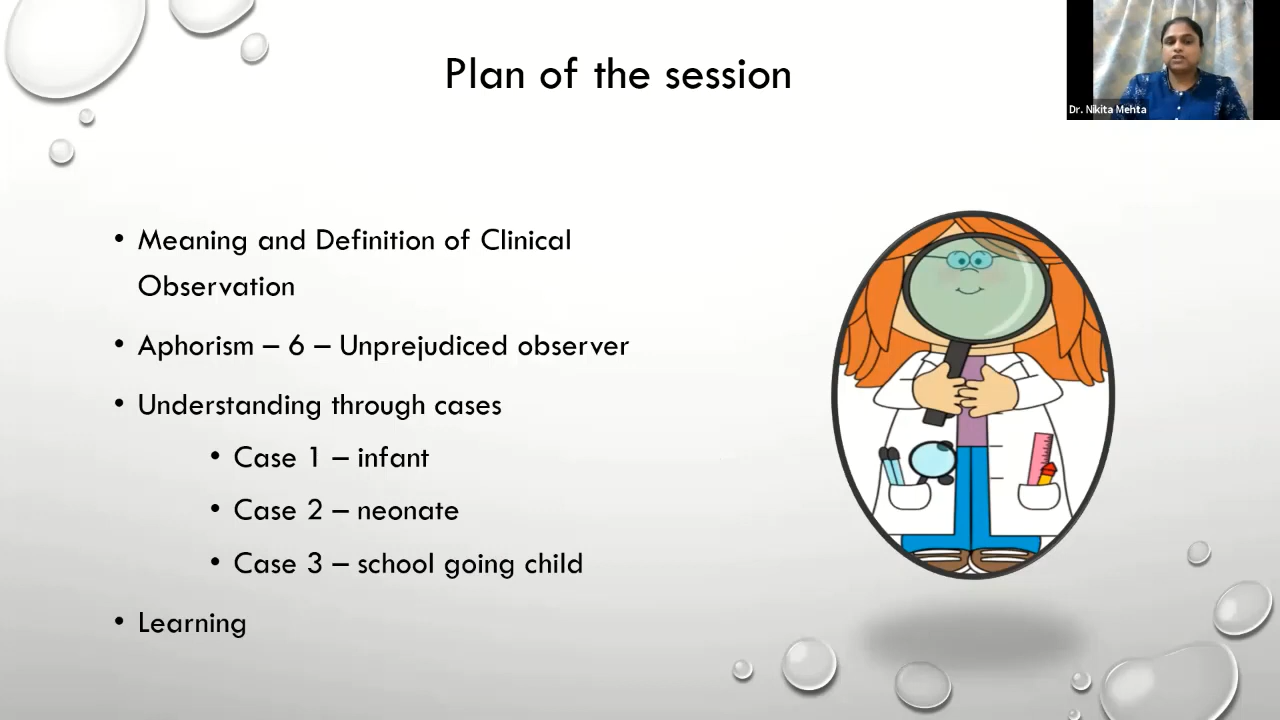 Plan of the session
Dr. Nikita Mehta
• Meaning and Definition of Clinical
Observation
• Aphorism – 6 – Unprejudiced observer
• Understanding through cases
• Case 1 – infant
• Case 2 – neonate
• Case 3 – school going child
• Learning